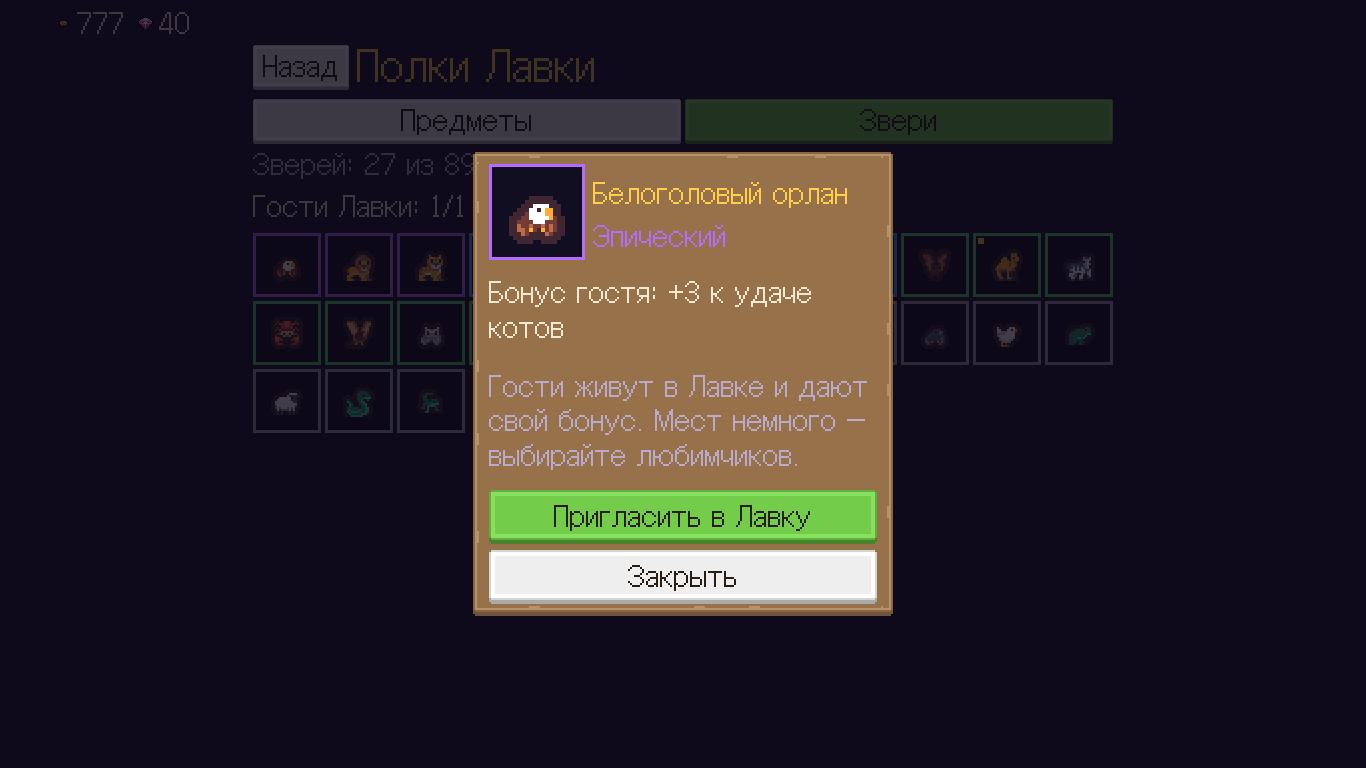 777 40
Назад Полки Лавки
Предметы Звери
Зверей: 27 из 89
Гости Лавки: 1/1
Белоголовый орлан
Эпический
Бонус гостя: +3 к удаче
котов
Гости живут в Лавке и дают
свой бонус. Мест немного —
выбирайте любимчиков.
Пригласить в Лавку
Закрыть